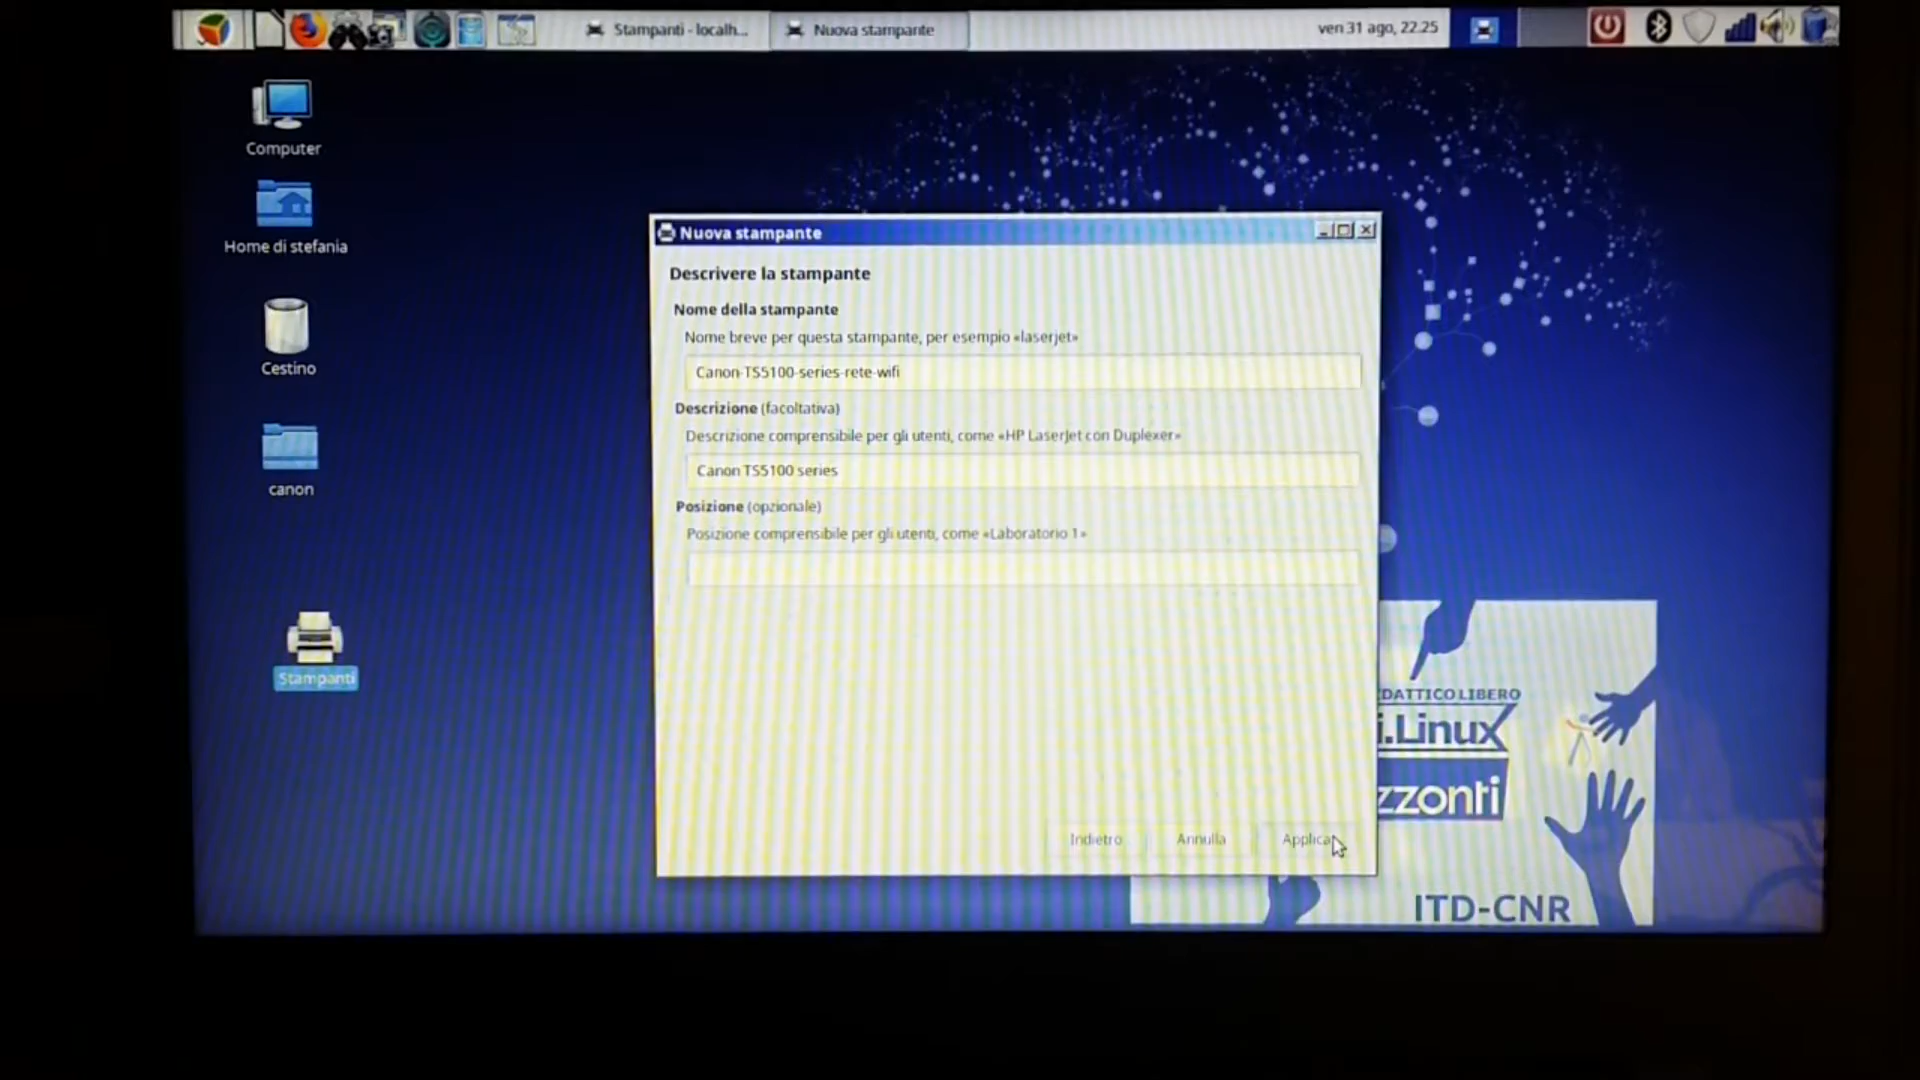 Stampanti - localh...
Nuova stampante
ven 31 ago, 22.25
Computer
Home di stefania
Cestino
canon
Stampanti
Nuova stampante
Descrivere la stampante
Nome della stampante
Nome breve per questa stampante, per esempio «laserjet»
Canon-TS5100-series-rete-wifi
Descrizione (facoltativa)
Descrizione comprensibile per gli utenti, come «HP LaserJet con Duplexer»
Canon TS5100 series
Posizione (opzionale)
Posizione comprensibile per gli utenti, come «Laboratorio 1»
Indietro
Annulla
Applica
DATTICO LIBERO
i.Linux
zzonti
ITD-CNR